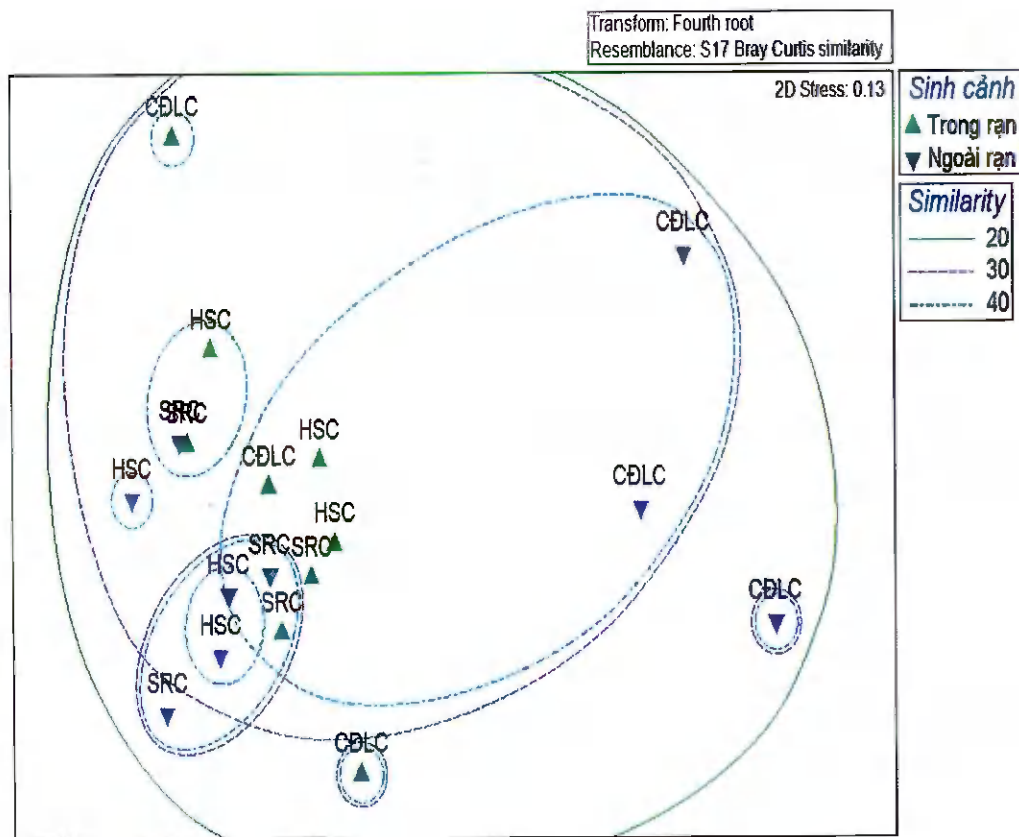 Transform: Fourth root
Resemblance: S17 Bray Curtis similarity
2D Stress: 0.13
Sinh cảnh
Trong rạn
Ngoài rạn
Similarity
20
30
40
CĐLC
CĐLC
HSC
SRC
SRC
HSC
HSC
CĐLC
CĐLC
HSC
SRC
SRC
HSC
SRC
HSC
CĐLC
SRC
CĐLC